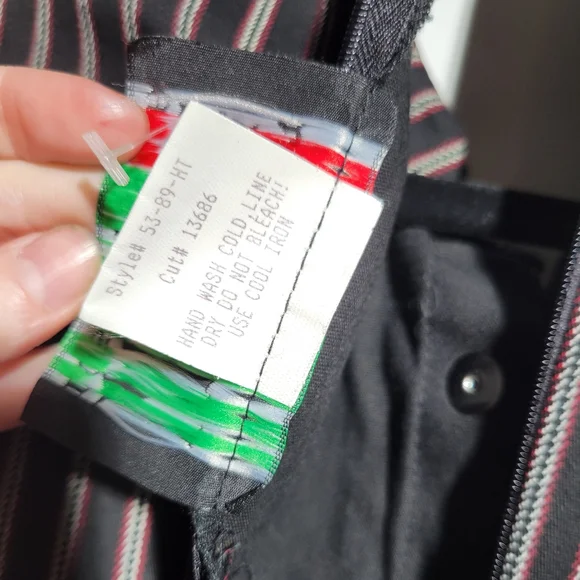 Style# 53-89-HT
Cut# 13686
HAND WASH COLD, LINE
DRY DO NOT BLEACH!
USE COOL IRON